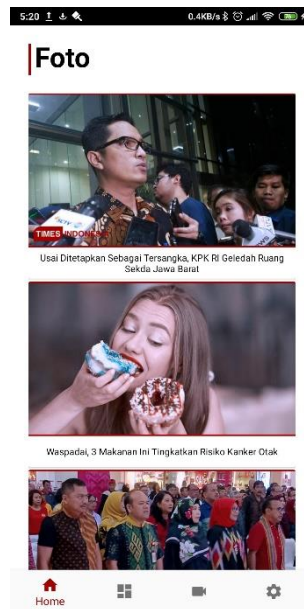 5:20
0.4KB/s
Foto
TIMES INDONESIA
Usai Ditetapkan Sebagai Tersangka, KPK RI Geledah Ruang
Sekda Jawa Barat
Waspadai, 3 Makanan Ini Tingkatkan Risiko Kanker Otak
Home